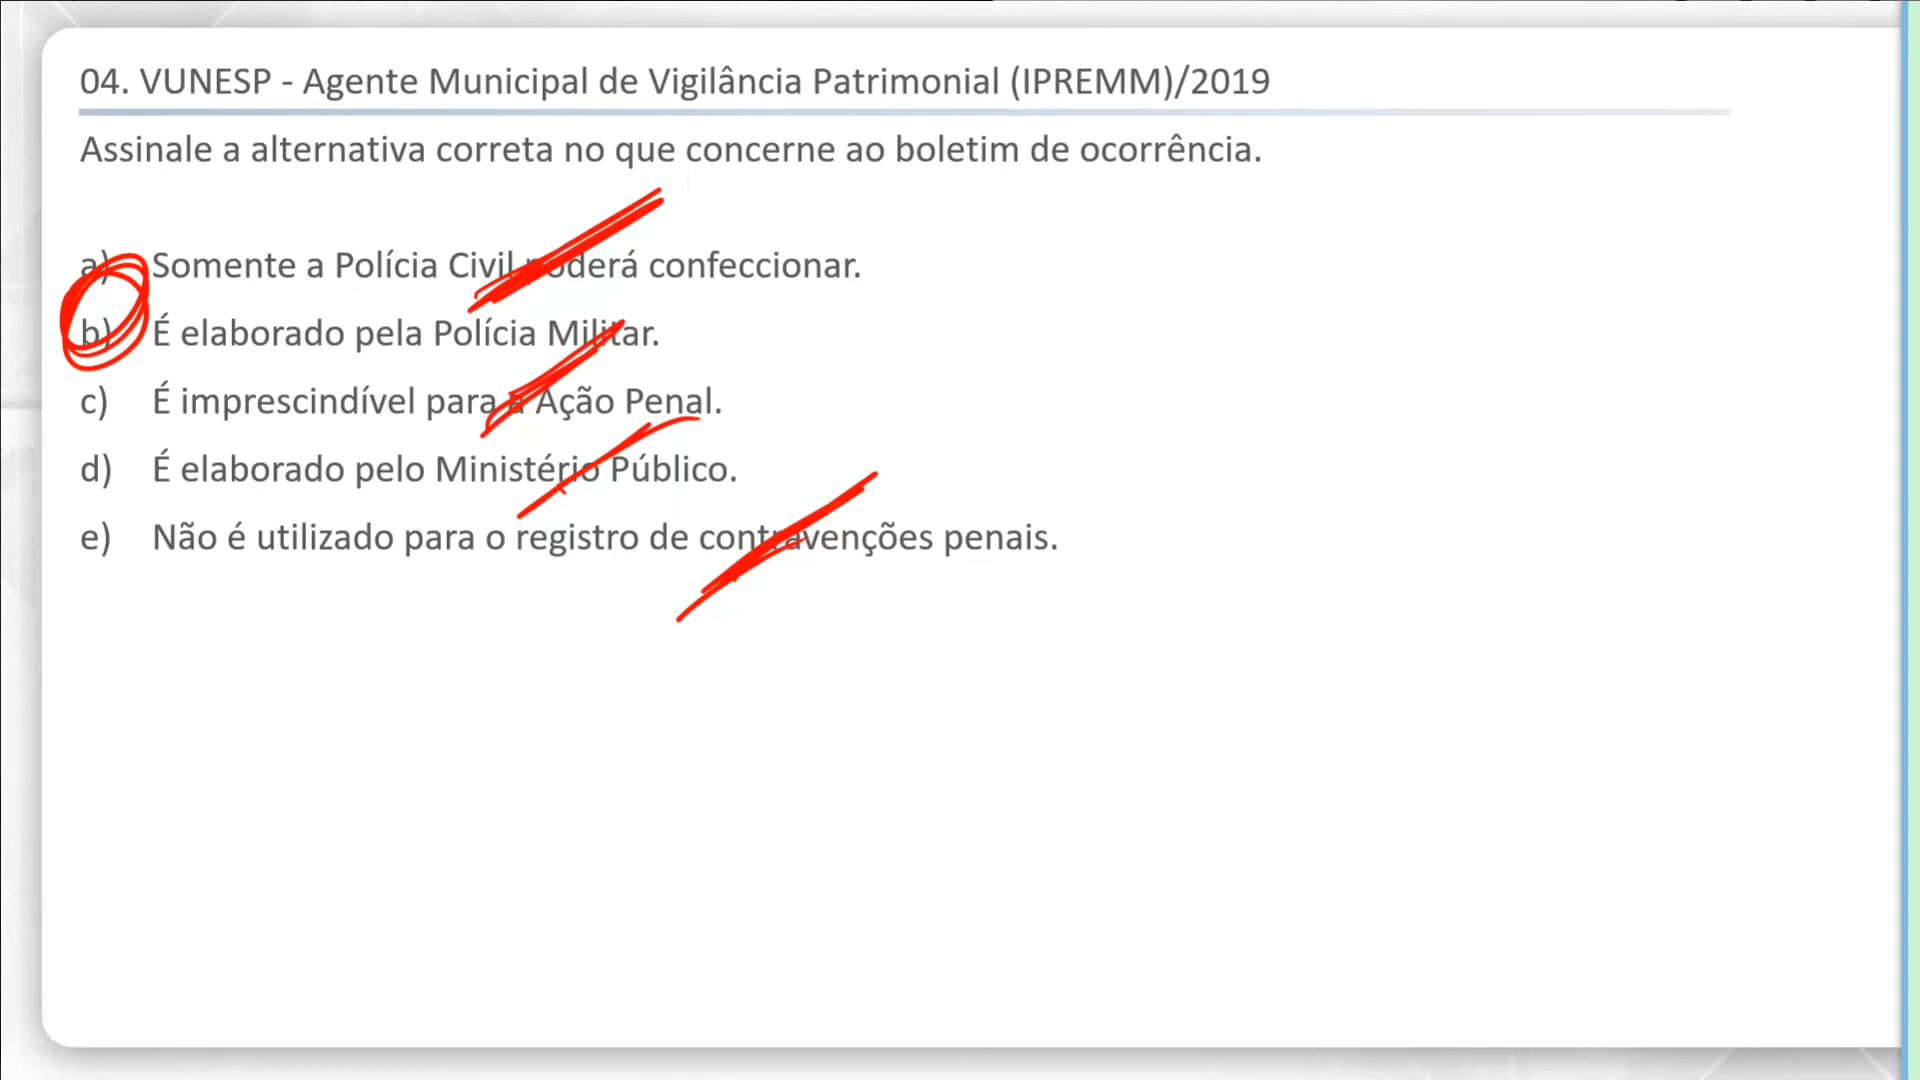 04. VUNESP - Agente Municipal de Vigilância Patrimonial (IPREMM)/2019
Assinale a alternativa correta no que concerne ao boletim de ocorrência.
a) Somente a Polícia Civil poderá confeccionar.
b) É elaborado pela Polícia Militar.
c) É imprescindível para a Ação Penal.
d) É elaborado pelo Ministério Público.
e) Não é utilizado para o registro de contravenções penais.